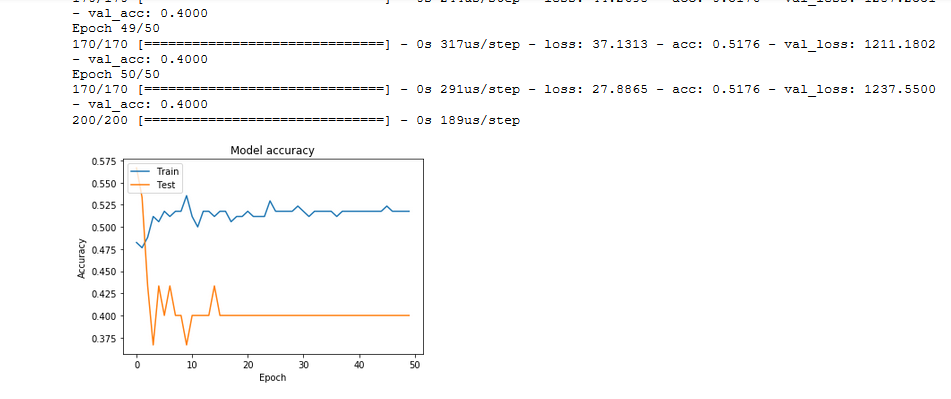 - val_acc: 0.4000
Epoch 49/50
170/170 [==============================] - 0s 317us/step - loss: 37.1313 - acc: 0.5176 - val_loss: 1211.1802
- val_acc: 0.4000
Epoch 50/50
170/170 [==============================] - 0s 291us/step - loss: 27.8865 - acc: 0.5176 - val_loss: 1237.5500
- val_acc: 0.4000
200/200 [==============================] - 0s 189us/step
Model accuracy
Train
Test
0.575
0.550
0.525
0.500
0.475
0.450
0.425
0.400
0.375
Accuracy
0 10 20 30 40 50
Epoch